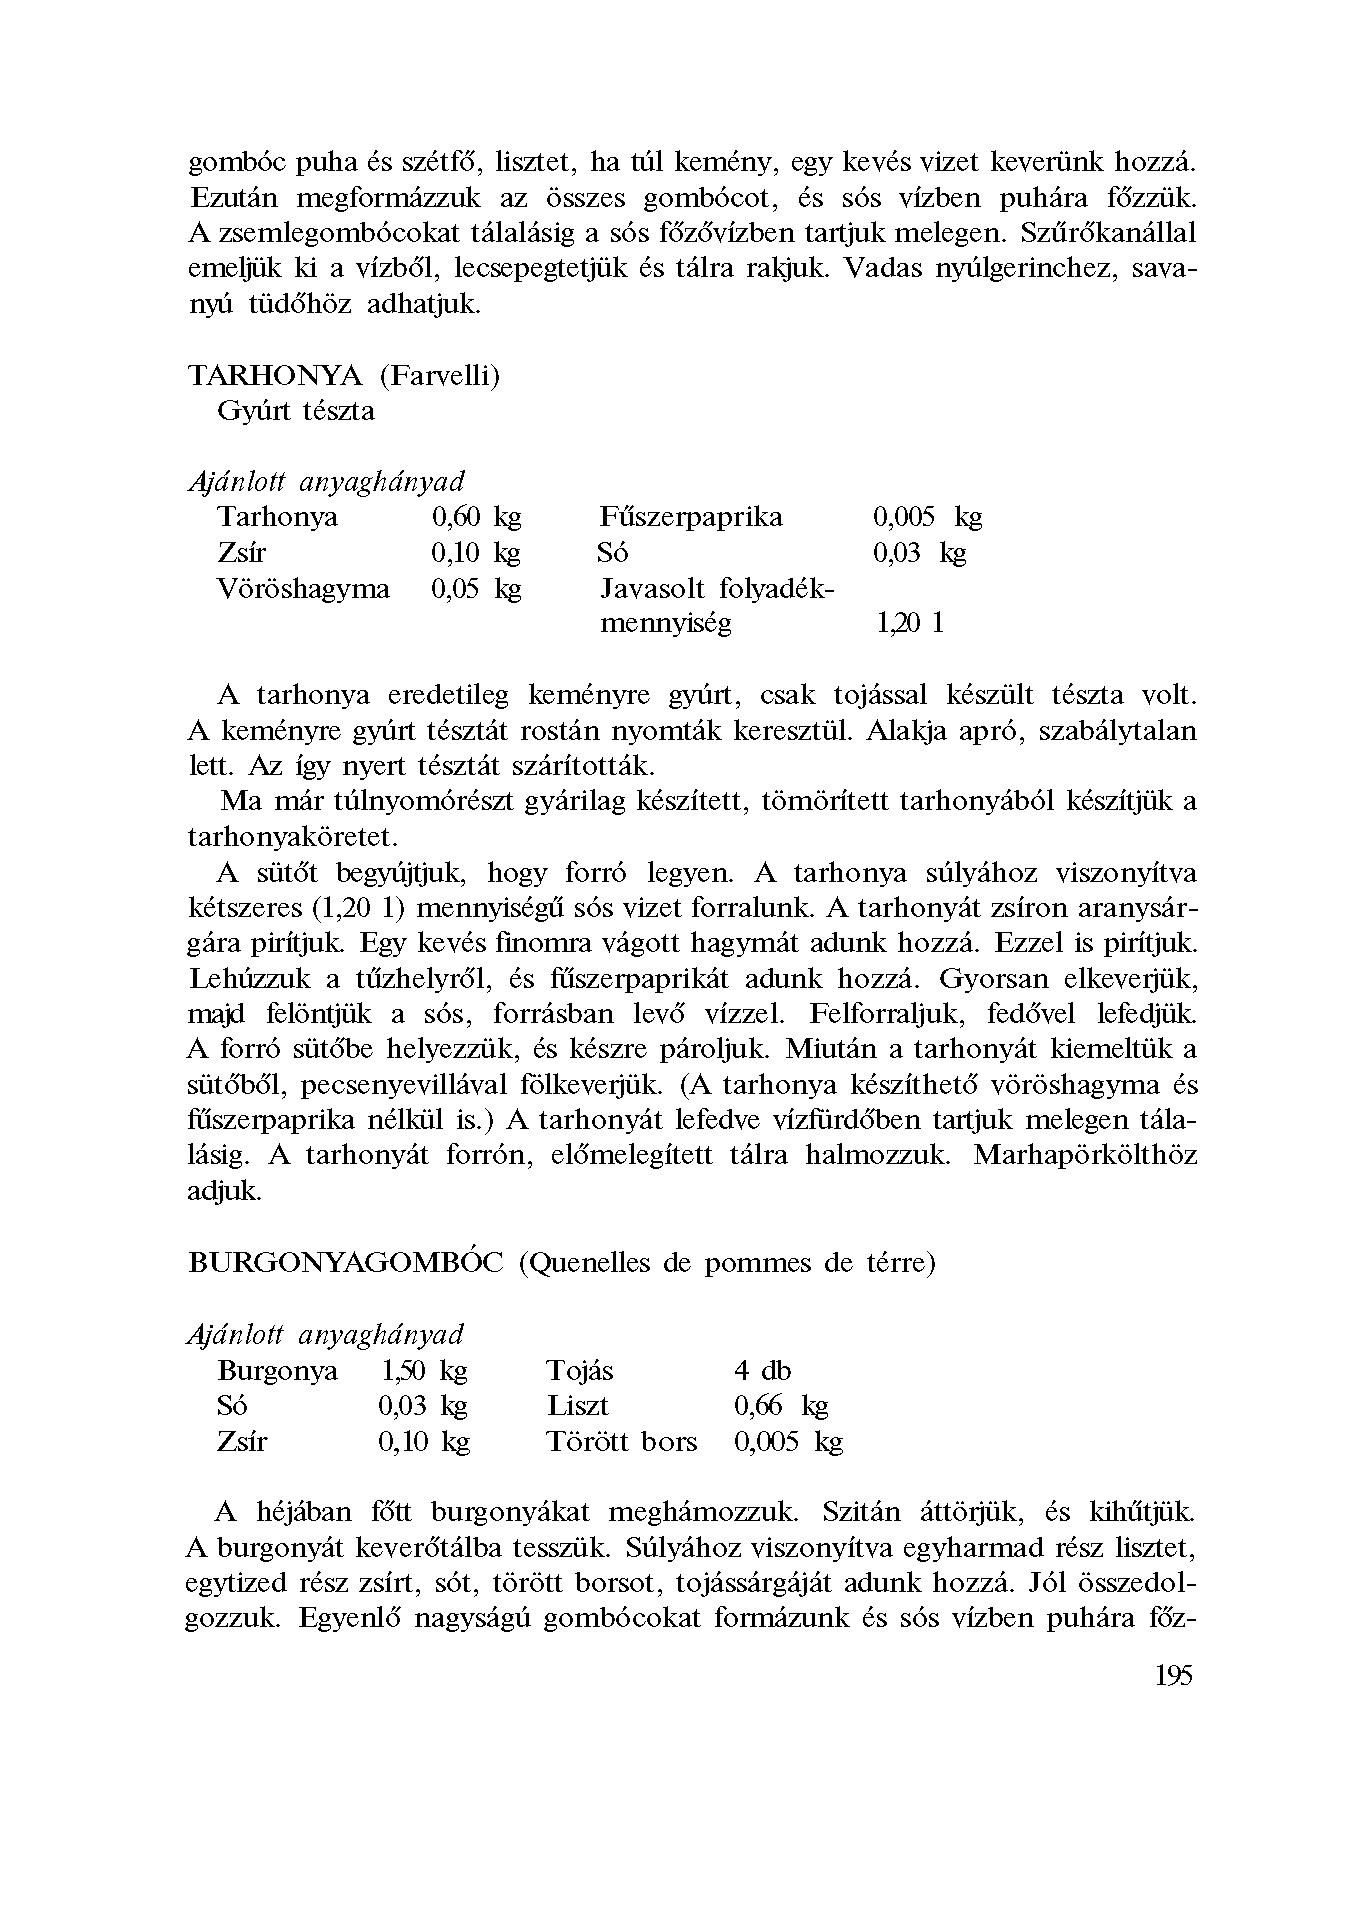 gombóc puha és szétfő, lisztet, ha túl kemény, egy kevés vizet keverünk hozzá.
Ezután megformázzuk az összes gombócot, és sós vízben puhára főzzük.
A zsemlegombócokat tálalásig a sós főzővízben tartjuk melegen. Szűrőkanállal
emeljük ki a vízből, lecsepegtetjük és tálra rakjuk. Vadas nyúlgerinchez, sava-
nyú tüdőhöz adhatjuk.
TARHONYA (Farvelli)
Gyúrt tészta
Ajánlott anyaghányad
Tarhonya 0,60 kg Fűszerpaprika 0,005 kg
Zsír 0,10 kg Só 0,03 kg
Vöröshagyma 0,05 kg Javasolt folyadék-
mennyiség 1,20 l
A tarhonya eredetileg keményre gyúrt, csak tojással készült tészta volt.
A keményre gyúrt tésztát rostán nyomták keresztül. Alakja apró, szabálytalan
lett. Az így nyert tésztát szárították.
Ma már túlnyomórészt gyárilag készített, tömörített tarhonyából készítjük a
tarhonyaköretet.
A sütőt begyújtjuk, hogy forró legyen. A tarhonya súlyához viszonyítva
kétszeres (1,20 l) mennyiségű sós vizet forralunk. A tarhonyát zsíron aranysár-
gára pirítjuk. Egy kevés finomra vágott hagymát adunk hozzá. Ezzel is pirítjuk.
Lehúzzuk a tűzhelyről, és fűszerpaprikát adunk hozzá. Gyorsan elkeverjük,
majd felöntjük a sós, forrásban levő vízzel. Felforraljuk, fedővel lefedjük.
A forró sütőbe helyezzük, és készre pároljuk. Miután a tarhonyát kiemeltük a
sütőből, pecsenyevillával fölkeverjük. (A tarhonya készíthető vöröshagyma és
fűszerpaprika nélkül is.) A tarhonyát lefedve vízfürdőben tartjuk melegen tála-
lásig. A tarhonyát forrón, előmelegített tálra halmozzuk. Marhapörkölthöz
adjuk.
BURGONYAGOMBÓC (Quenelles de pommes de térre)
Ajánlott anyaghányad
Burgonya 1,50 kg Tojás 4 db
Só 0,03 kg Liszt 0,66 kg
Zsír 0,10 kg Törött bors 0,005 kg
A héjában főtt burgonyákat meghámozzuk. Szitán áttörjük, és kihűtjük.
A burgonyát keverőtálba tesszük. Súlyához viszonyítva egyharmad rész lisztet,
egytized rész zsírt, sót, törött borsot, tojássárgáját adunk hozzá. Jól összedol-
gozzuk. Egyenlő nagyságú gombócokat formázunk és sós vízben puhára főz-
195